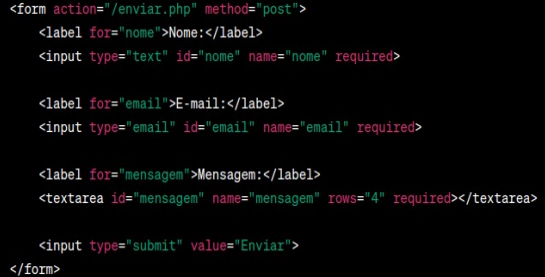 <form action="/enviar.php" method="post">
    <label for="nome">Nome:</label>
    <input type="text" id="nome" name="nome" required>

    <label for="email">E-mail:</label>
    <input type="email" id="email" name="email" required>

    <label for="mensagem">Mensagem:</label>
    <textarea id="mensagem" name="mensagem" rows="4" required></textarea>

    <input type="submit" value="Enviar">
</form>